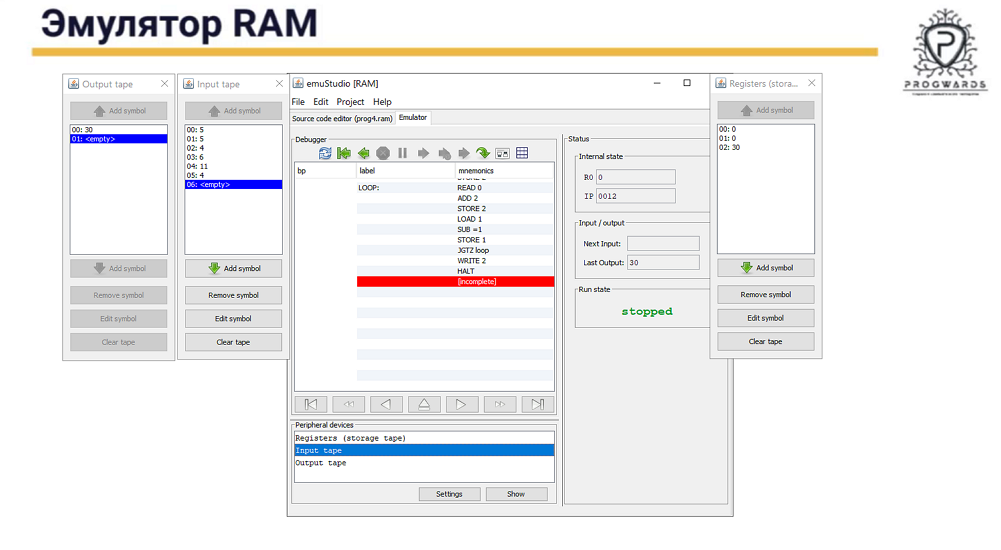 Эмулятор RAM
PROGWARDS
Output tape
Add symbol
00: 30
01: <empty>
Add symbol
Remove symbol
Edit symbol
Clear tape
Input tape
Add symbol
00: 5
01: 5
02: 4
03: 6
04: 11
05: 4
06: <empty>
Add symbol
Remove symbol
Edit symbol
Clear tape
emuStudio [RAM]
File Edit Project Help
Source code editor (prog4.ram) Emulator
Debugger
bp label mnemonics
LOOP: READ 0
ADD 2
STORE 2
LOAD 1
SUB =1
STORE 1
JGTZ loop
WRITE 2
HALT
[incomplete]
Peripheral devices
Registers (storage tape)
Input tape
Output tape
Settings Show
Status
Internal state
R0 0
IP 0012
Input / output
Next Input:
Last Output: 30
Run state
stopped
Registers (stora...
Add symbol
00: 0
01: 0
02: 30
Add symbol
Remove symbol
Edit symbol
Clear tape